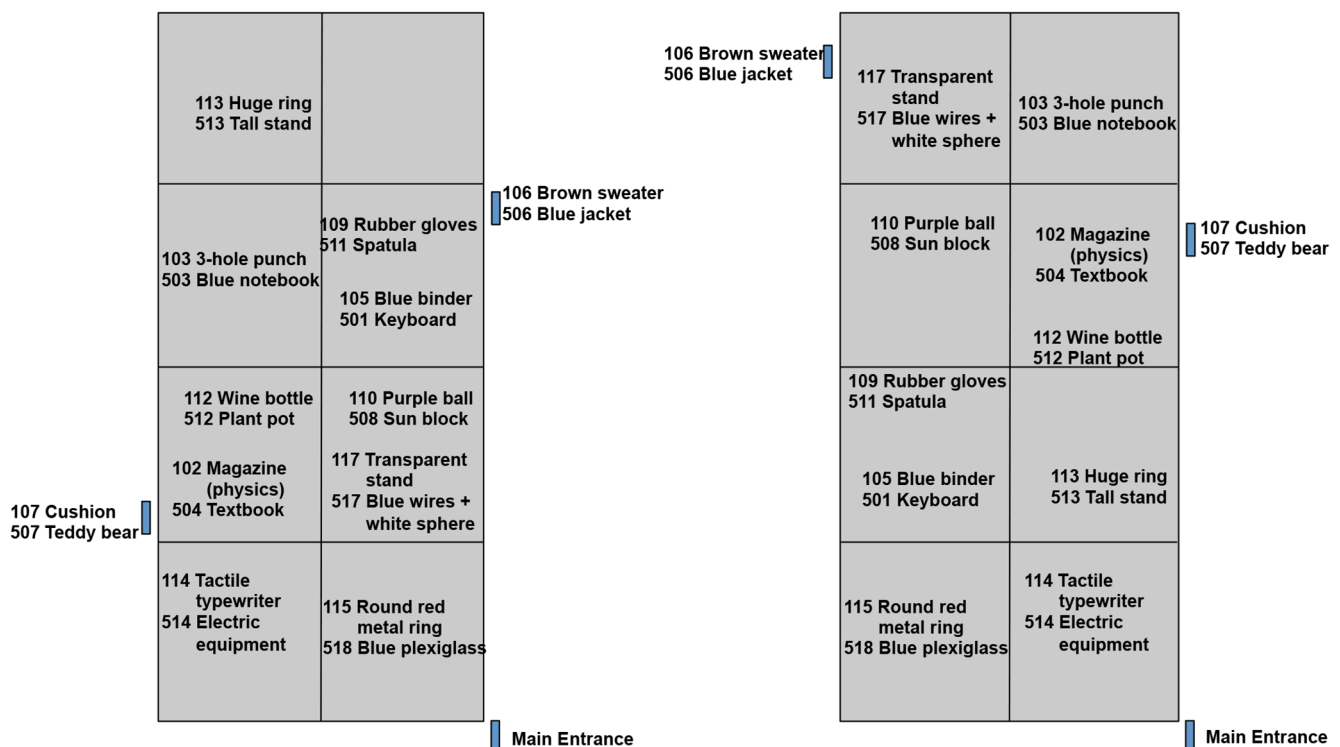 113 Huge ring
513 Tall stand
106 Brown sweater
506 Blue jacket
109 Rubber gloves
511 Spatula
103 3-hole punch
503 Blue notebook
105 Blue binder
501 Keyboard
112 Wine bottle
512 Plant pot
110 Purple ball
508 Sun block
102 Magazine
(physics)
504 Textbook
117 Transparent
stand
517 Blue wires +
white sphere
107 Cushion
507 Teddy bear
114 Tactile
typewriter
514 Electric
equipment
115 Round red
metal ring
518 Blue plexiglass
Main Entrance
106 Brown sweater
506 Blue jacket
117 Transparent
stand
517 Blue wires +
white sphere
103 3-hole punch
503 Blue notebook
110 Purple ball
508 Sun block
102 Magazine
(physics)
504 Textbook
107 Cushion
507 Teddy bear
112 Wine bottle
512 Plant pot
109 Rubber gloves
511 Spatula
105 Blue binder
501 Keyboard
113 Huge ring
513 Tall stand
115 Round red
metal ring
518 Blue plexiglass
114 Tactile
typewriter
514 Electric
equipment
Main Entrance